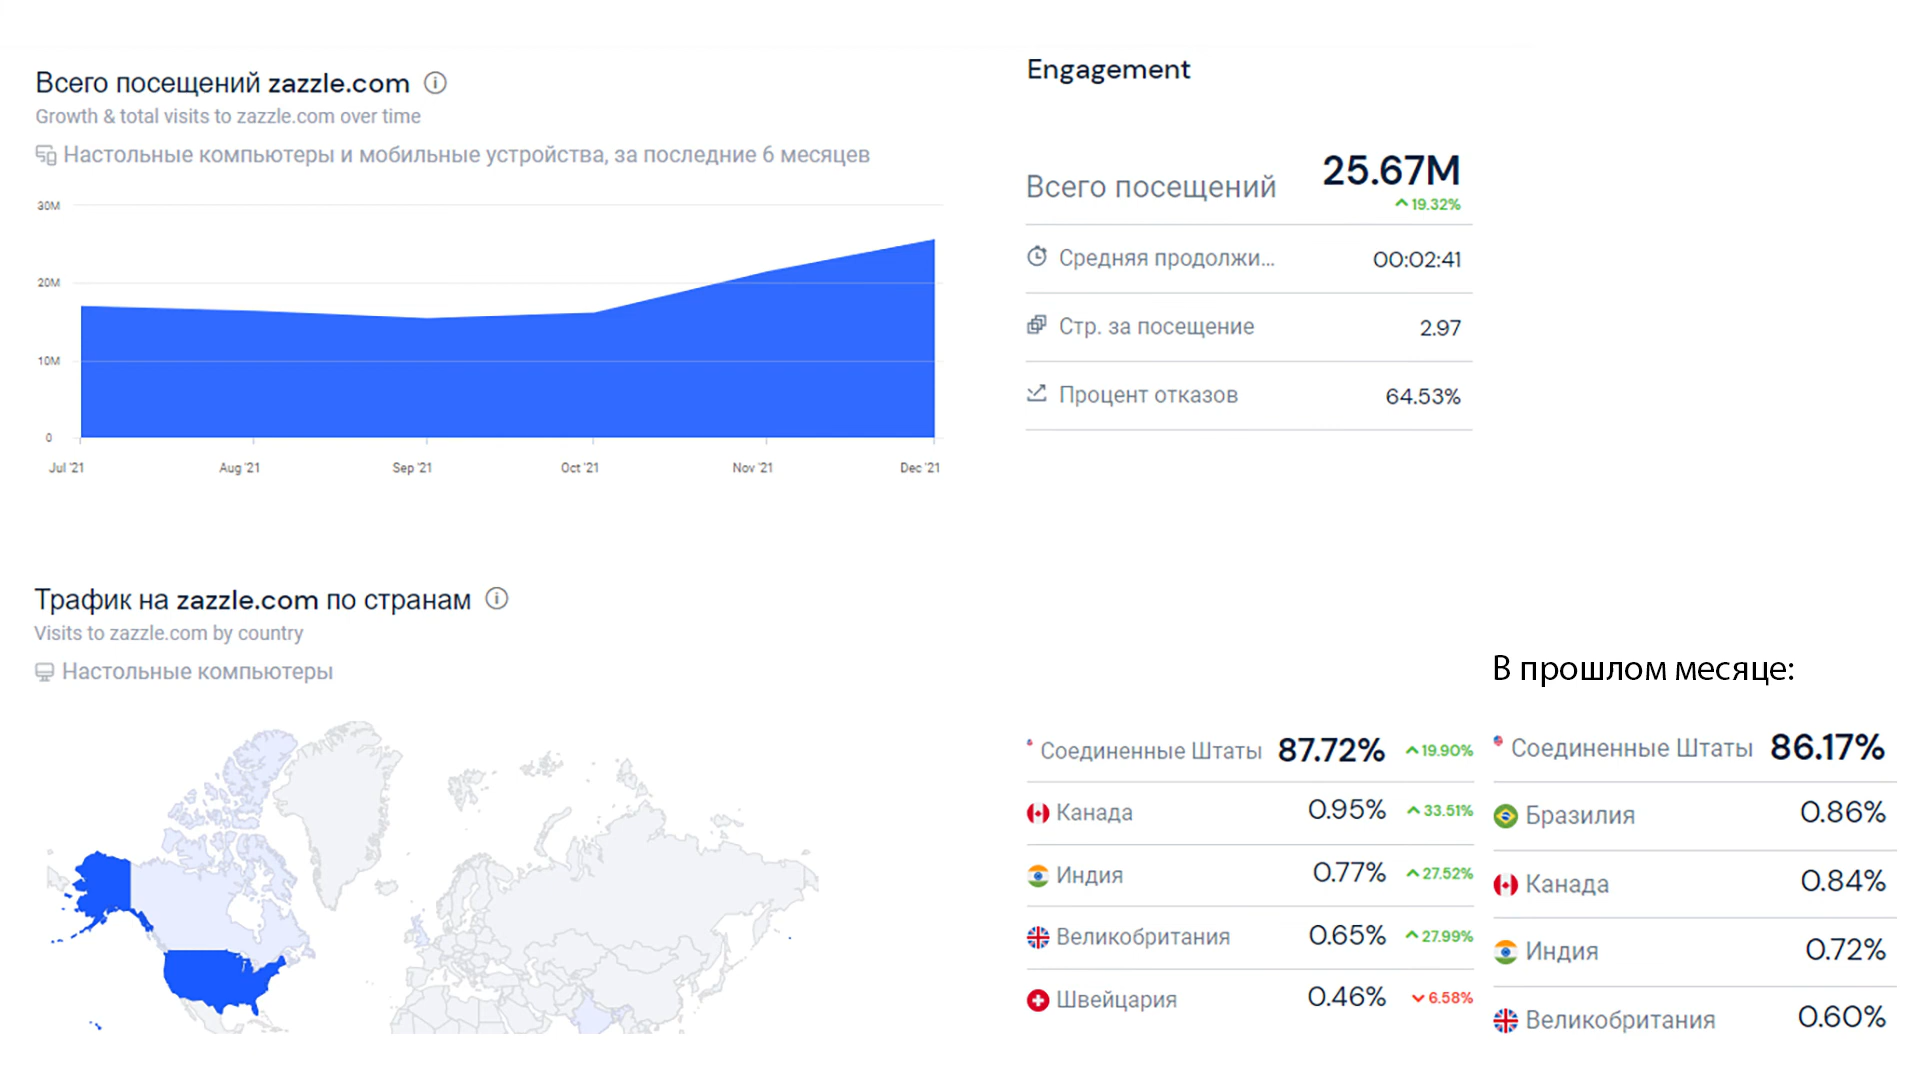 Всего посещений zazzle.com
Growth & total visits to zazzle.com over time
Настольные компьютеры и мобильные устройства, за последние 6 месяцев
30M
20M
10M
0
Jul '21
Aug '21
Sep '21
Oct '21
Nov '21
Dec '21
Engagement
Всего посещений 25.67M
19.32%
Средняя продолжи... 00:02:41
Стр. за посещение 2.97
Процент отказов 64.53%
Трафик на zazzle.com по странам
Visits to zazzle.com by country
Настольные компьютеры
Соединенные Штаты 87.72% 19.90%
Канада 0.95% 33.51%
Индия 0.77% 27.52%
Великобритания 0.65% 27.99%
Швейцария 0.46% 6.58%
В прошлом месяце:
Соединенные Штаты 86.17%
Бразилия 0.86%
Канада 0.84%
Индия 0.72%
Великобритания 0.60%